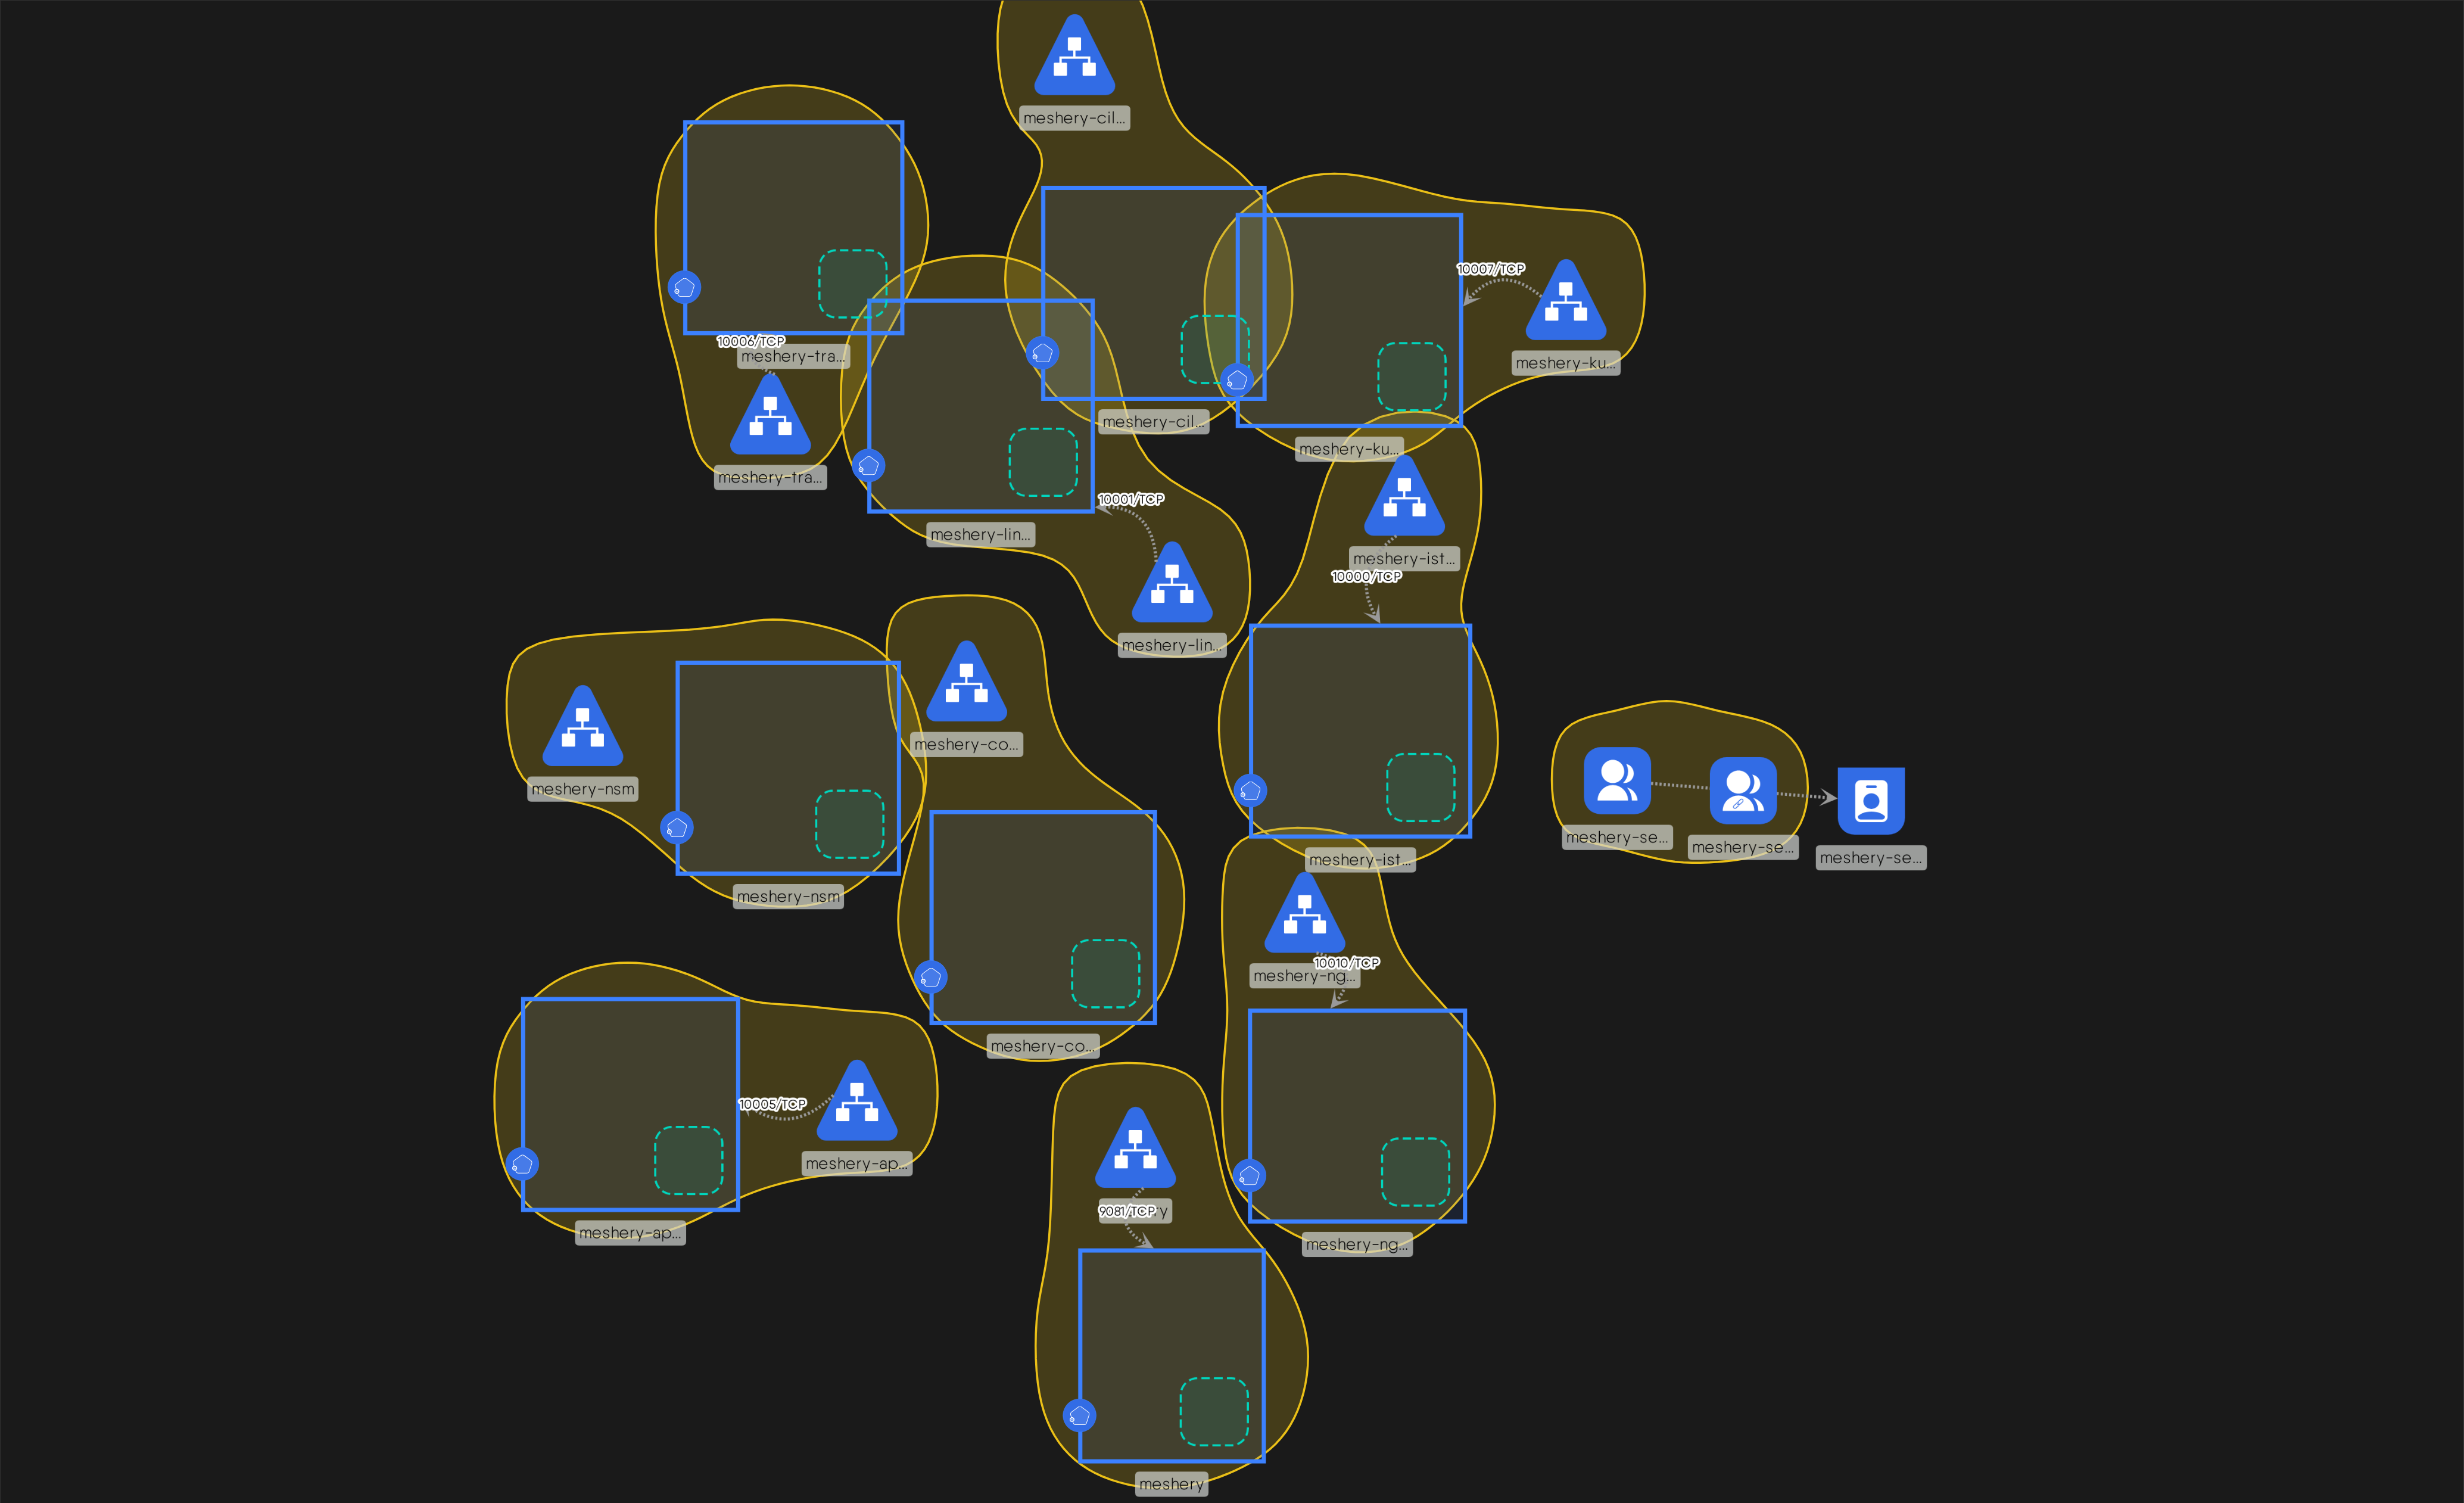 meshery-cil...
10007/TCP
10006/TCP
meshery-tra...
meshery-ku...
meshery-cil...
meshery-ku...
meshery-tra...
10001/TCP
meshery-lin...
meshery-ist...
10000/TCP
meshery-lin...
meshery-co...
meshery-nsm
meshery-se...
meshery-se...
meshery-se...
meshery-ist...
meshery-nsm
10010/TCP
meshery-ng...
meshery-co...
10005/TCP
meshery-ap...
9081/TCP
meshery-ap...
meshery-ng...
meshery